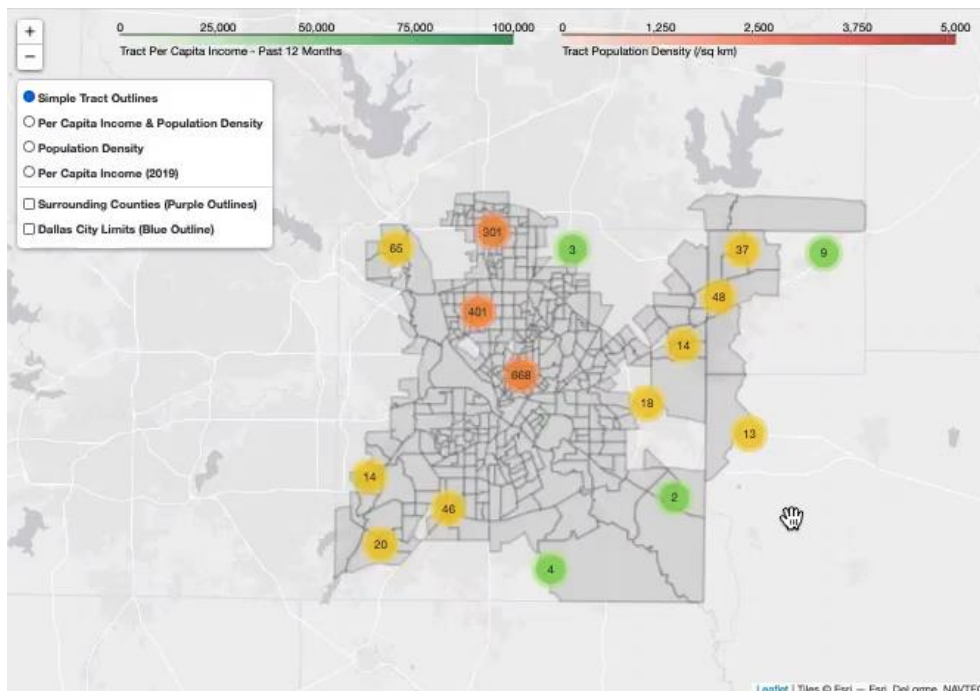 +
−
0 25,000 50,000 75,000 100,000
Tract Per Capita Income - Past 12 Months
0 1,250 2,500 3,750 5,000
Tract Population Density (/sq km)
Simple Tract Outlines
Per Capita Income & Population Density
Population Density
Per Capita Income (2019)
Surrounding Counties (Purple Outlines)
Dallas City Limits (Blue Outline)
301
65
3
37
9
48
401
14
668
18
13
14
2
46
20
4
Leaflet | Tiles © Esri — Esri, DeLorme, NAVTEQ